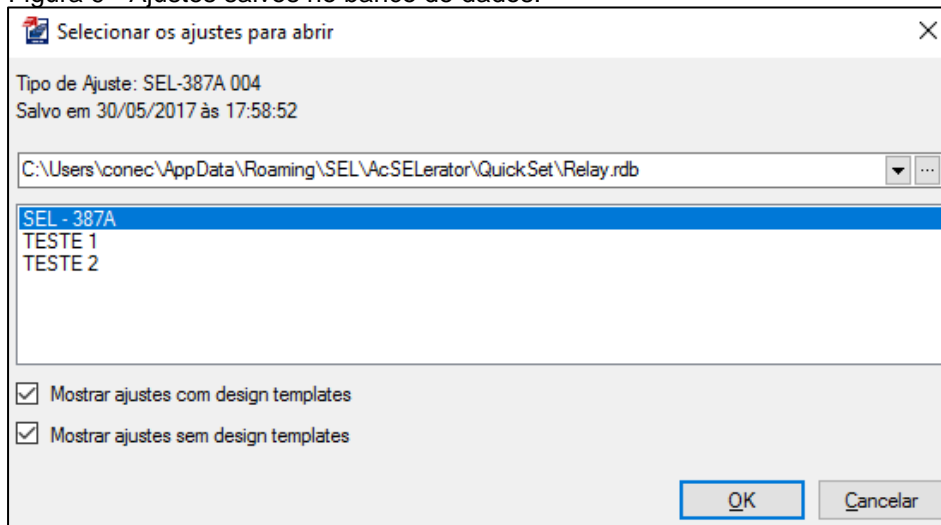 Figura 9 - Ajustes salvos no banco de dados.
Selecionar os ajustes para abrir
Tipo de Ajuste: SEL-387A 004
Salvo em 30/05/2017 às 17:58:52
C:\Users\conec\AppData\Roaming\SEL\AcSELerator\QuickSet\Relay.rdb
SEL - 387A
TESTE 1
TESTE 2
Mostrar ajustes com design templates
Mostrar ajustes sem design templates
OK Cancelar